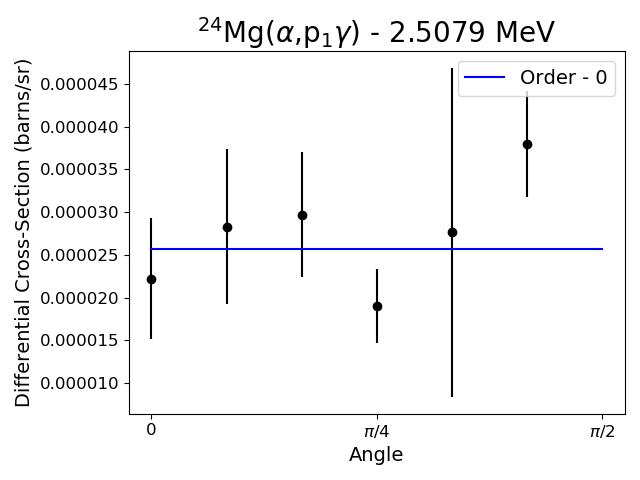 ²⁴Mg(α,p₁γ) - 2.5079 MeV
Order - 0
Differential Cross-Section (barns/sr)
0.000045
0.000040
0.000035
0.000030
0.000025
0.000020
0.000015
0.000010
0 π/4 π/2
Angle